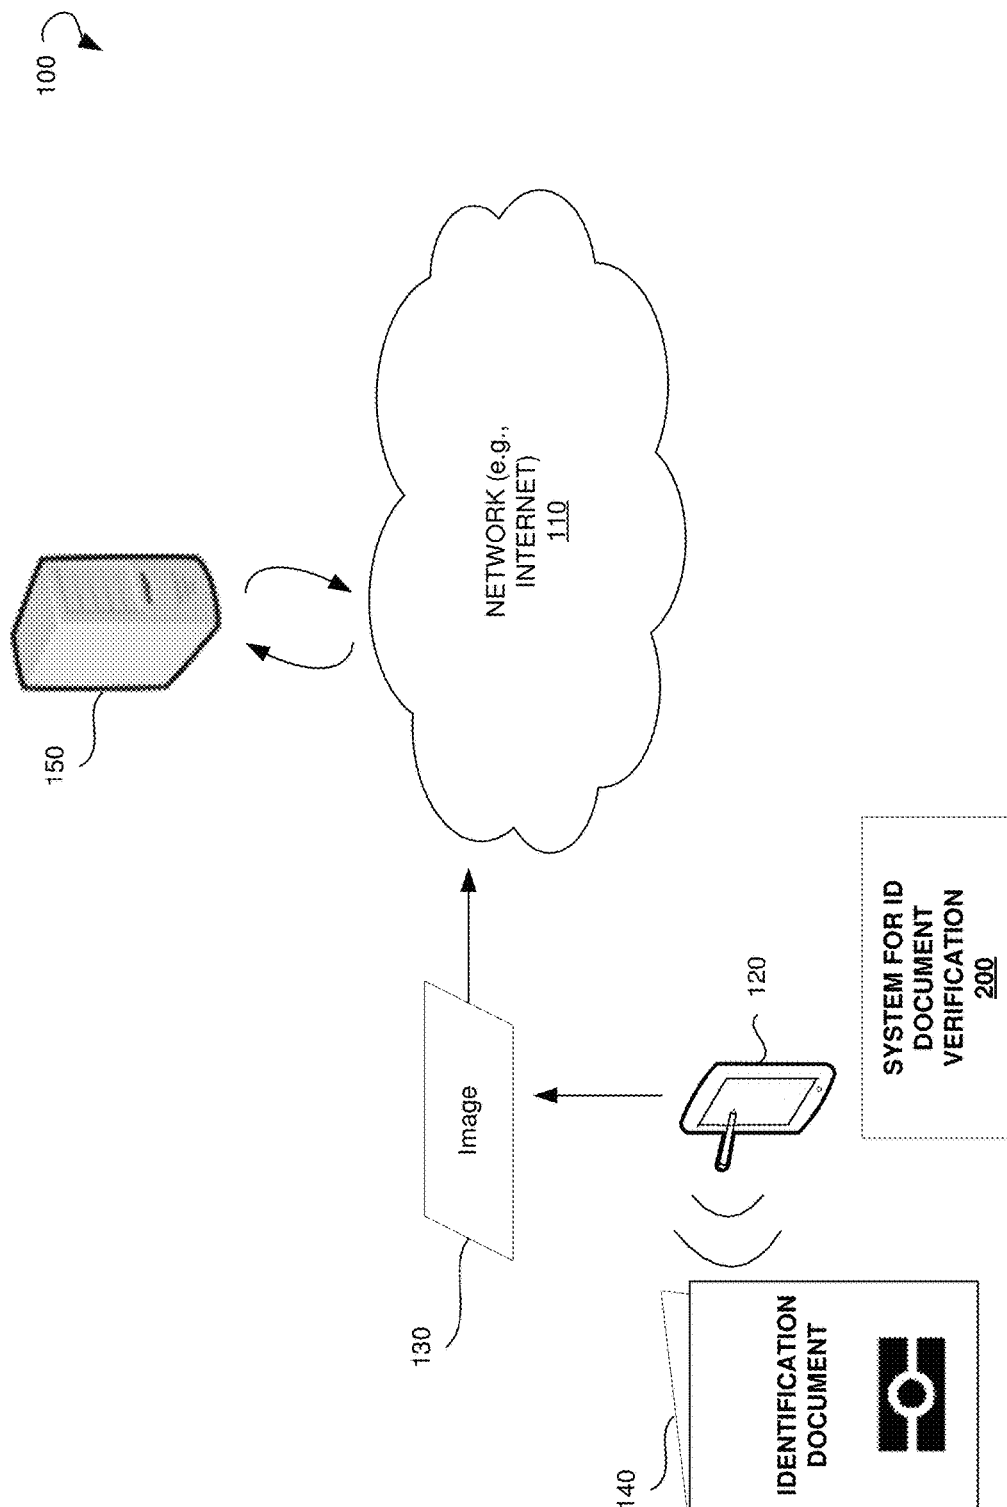 100
150
NETWORK (e.g.,
INTERNET)
110
130
Image
120
SYSTEM FOR ID
DOCUMENT
VERIFICATION
200
140
IDENTIFICATION
DOCUMENT